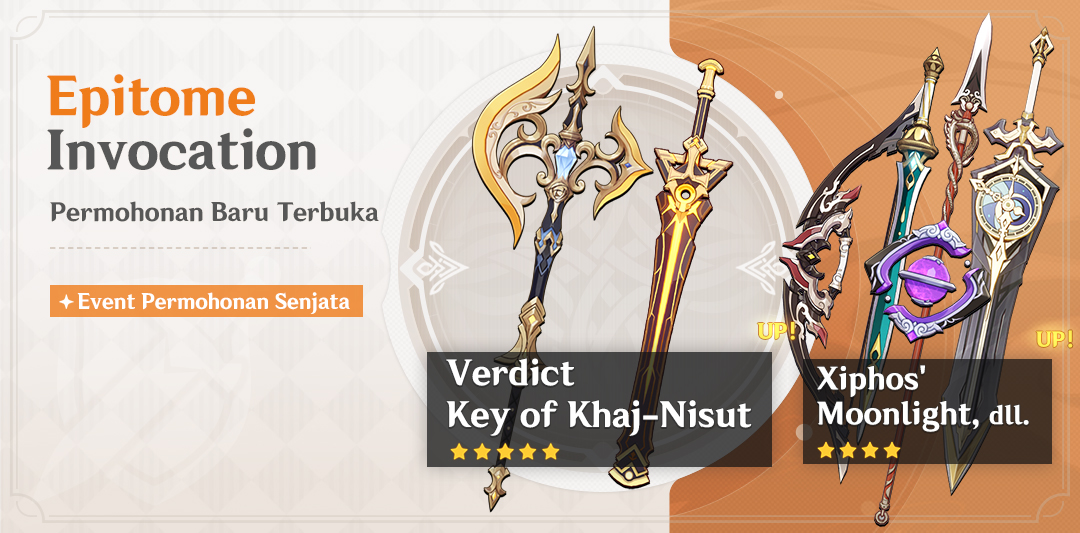 Epitome
Invocation
Permohonan Baru Terbuka
Event Permohonan Senjata
UP!
UP!
Verdict
Key of Khaj-Nisut
Xiphos'
Moonlight, dll.